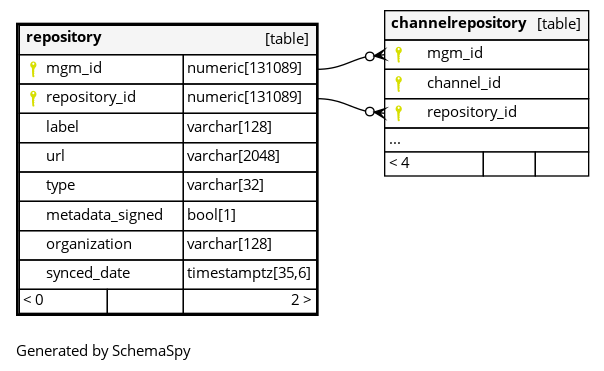 repository [table]
mgm_id numeric[131089]
repository_id numeric[131089]
label varchar[128]
url varchar[2048]
type varchar[32]
metadata_signed bool[1]
organization varchar[128]
synced_date timestamptz[35,6]
< 0 2 >
channelrepository [table]
mgm_id
channel_id
repository_id
...
< 4
Generated by SchemaSpy